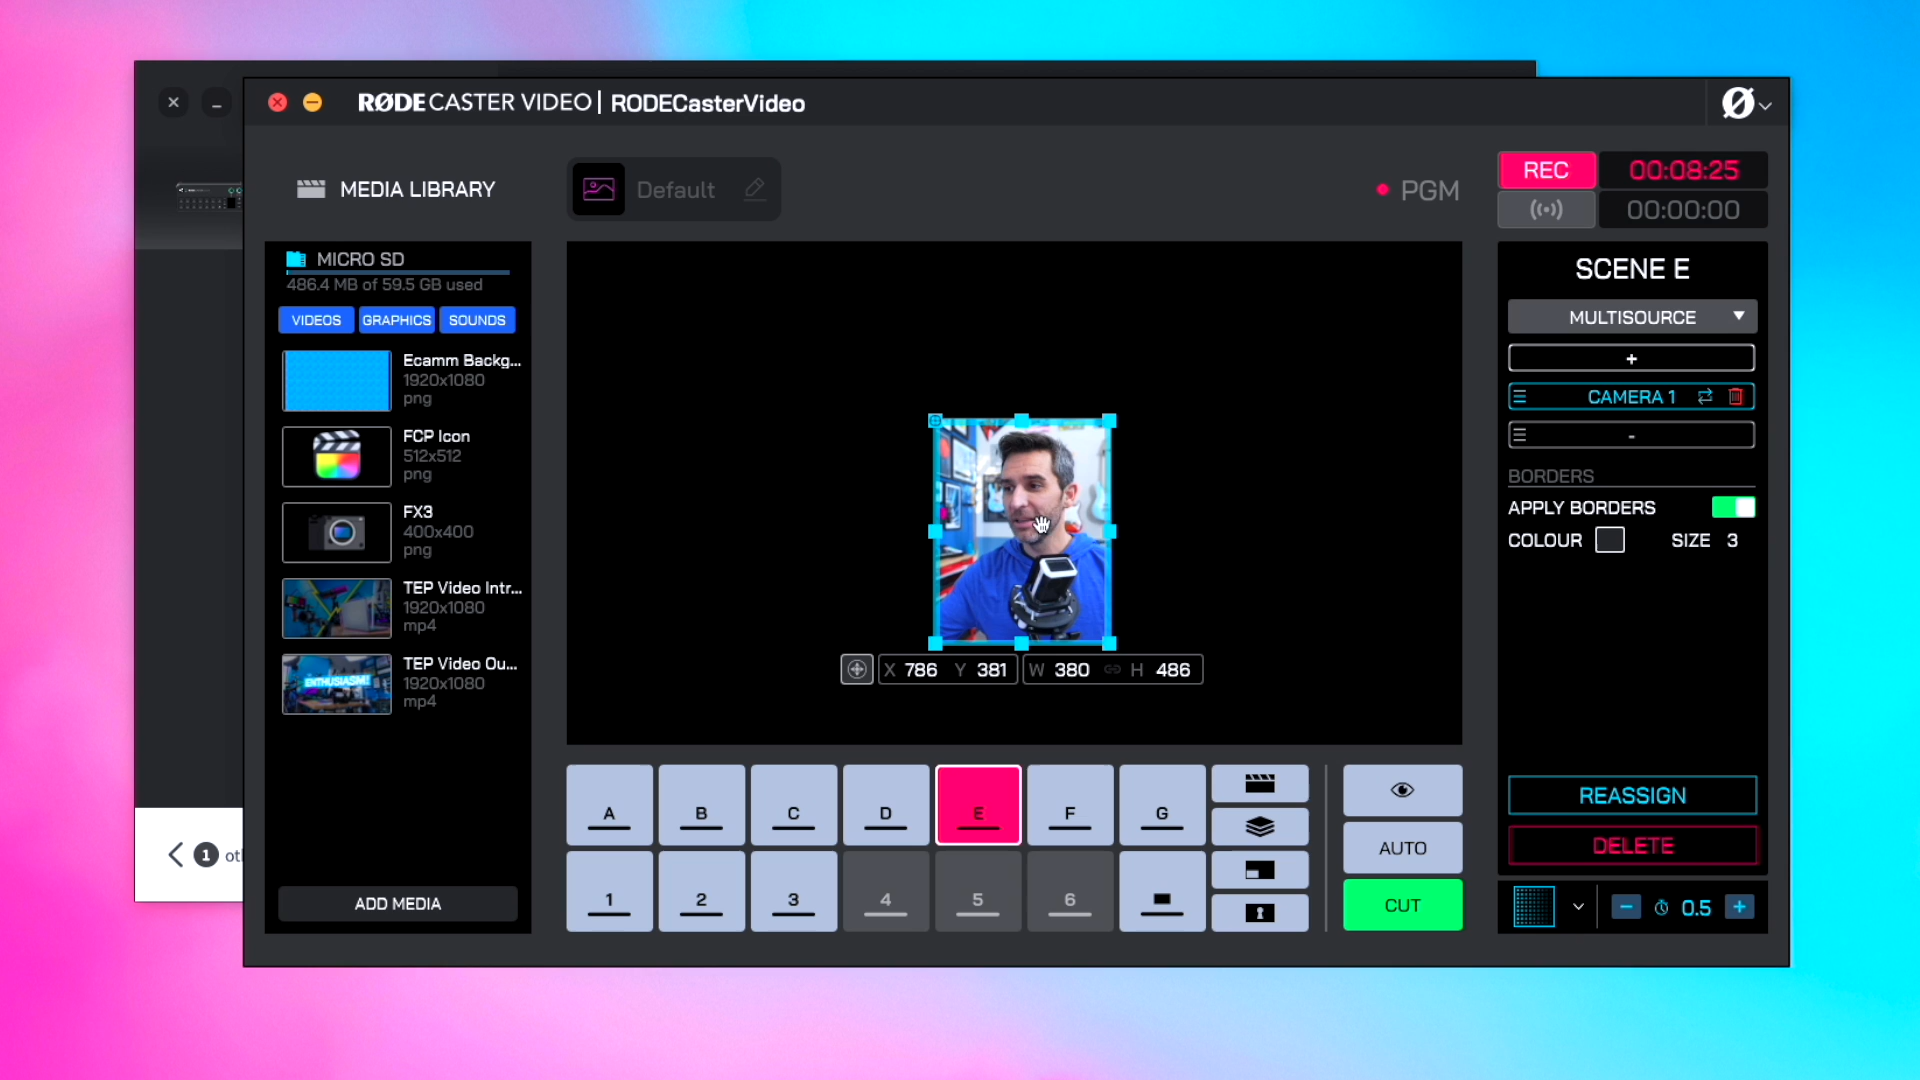 RØDECASTER VIDEO | RODECasterVideo
MEDIA LIBRARY
Default
PGM
REC
00:08:25
00:00:00
MICRO SD
486.4 MB of 59.5 GB used
VIDEOS
GRAPHICS
SOUNDS
Ecamm Backg...
1920x1080
png
FCP Icon
512x512
png
FX3
400x400
png
TEP Video Intr...
1920x1080
mp4
ENTHUSIASM!
TEP Video Ou...
1920x1080
mp4
ADD MEDIA
1 oth
X 786 Y 381 W 380 H 486
A
B
C
D
E
F
G
1
2
3
4
5
6
AUTO
CUT
SCENE E
MULTISOURCE
+
CAMERA 1
-
BORDERS
APPLY BORDERS
COLOUR
SIZE 3
REASSIGN
DELETE
− 0.5 +